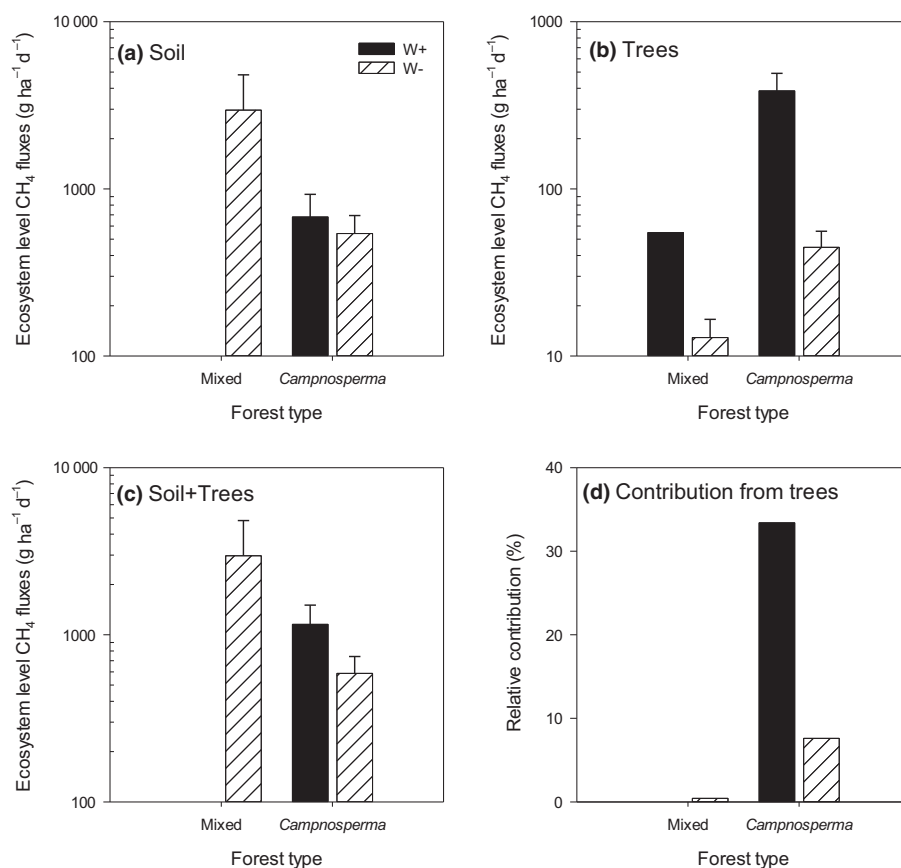 Ecosystem level CH₄ fluxes (g ha⁻¹ d⁻¹)
10 000
1000
100
(a) Soil
W+
W-
Mixed
Campnosperma
Forest type
Ecosystem level CH₄ fluxes (g ha⁻¹ d⁻¹)
1000
100
10
(b) Trees
Mixed
Campnosperma
Forest type
Ecosystem level CH₄ fluxes (g ha⁻¹ d⁻¹)
10 000
1000
100
(c) Soil+Trees
Mixed
Campnosperma
Forest type
Relative contribution (%)
40
30
20
10
0
(d) Contribution from trees
Mixed
Campnosperma
Forest type